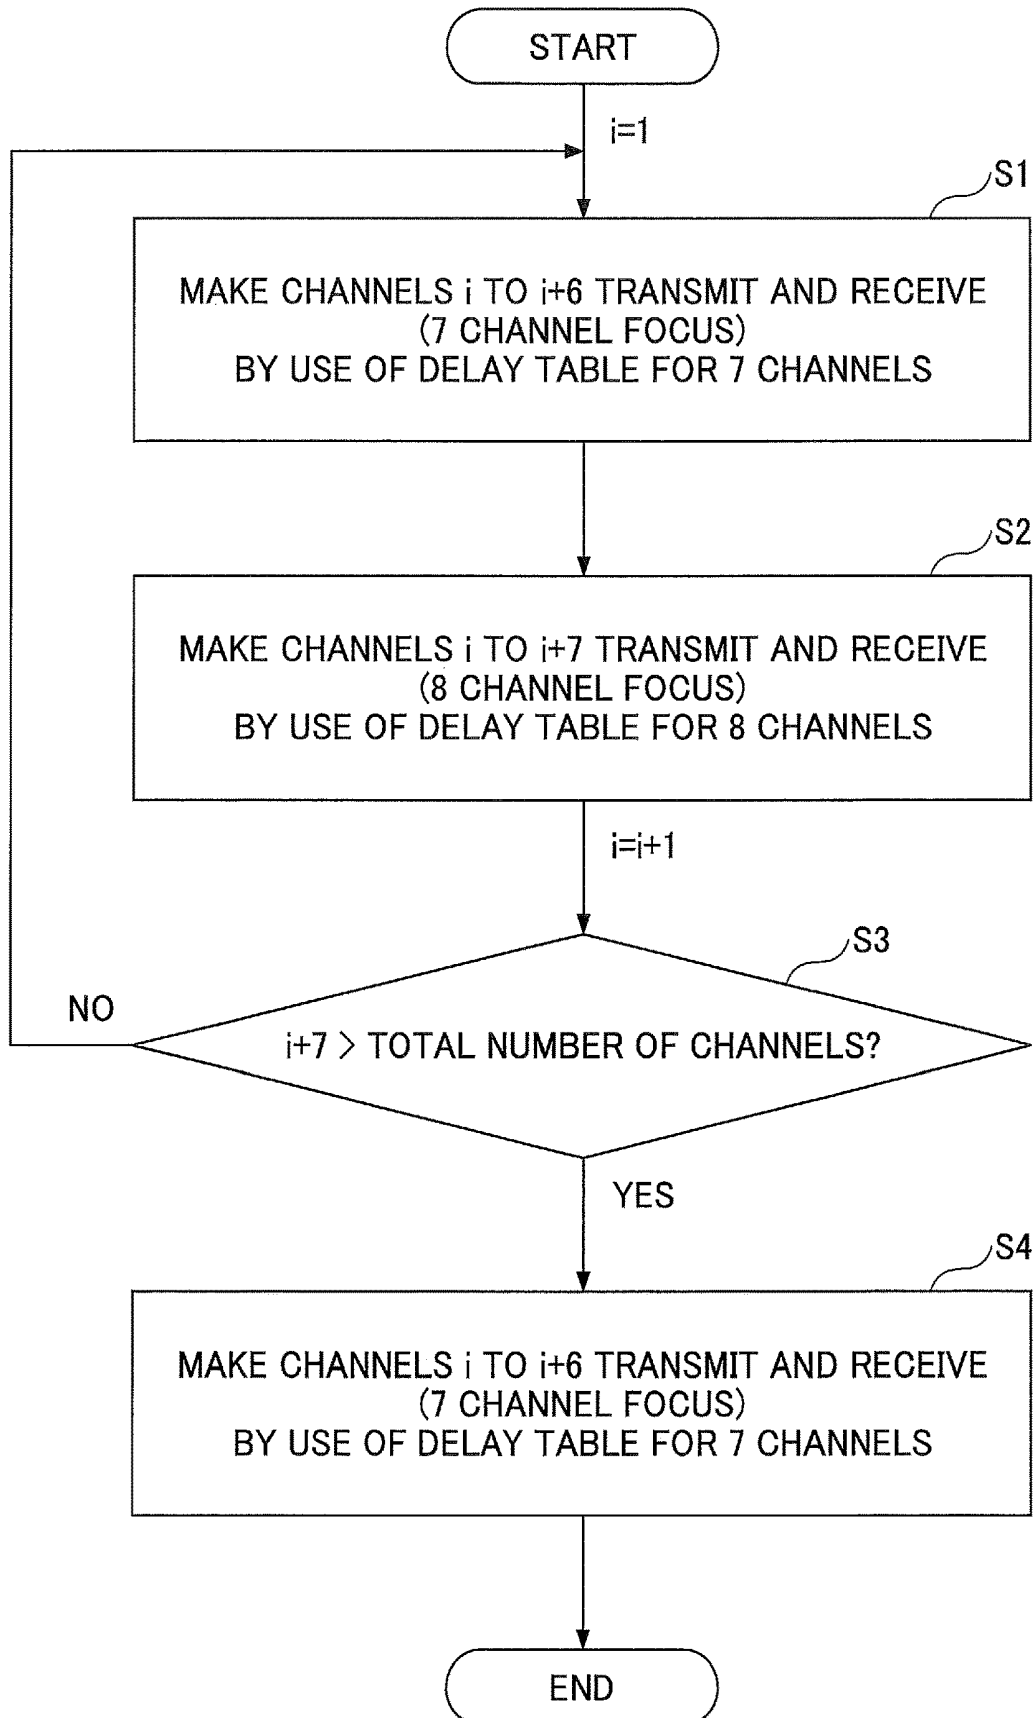 START
i=1
S1
MAKE CHANNELS i TO i+6 TRANSMIT AND RECEIVE
(7 CHANNEL FOCUS)
BY USE OF DELAY TABLE FOR 7 CHANNELS
S2
MAKE CHANNELS i TO i+7 TRANSMIT AND RECEIVE
(8 CHANNEL FOCUS)
BY USE OF DELAY TABLE FOR 8 CHANNELS
i=i+1
S3
NO
i+7 > TOTAL NUMBER OF CHANNELS?
YES
S4
MAKE CHANNELS i TO i+6 TRANSMIT AND RECEIVE
(7 CHANNEL FOCUS)
BY USE OF DELAY TABLE FOR 7 CHANNELS
END